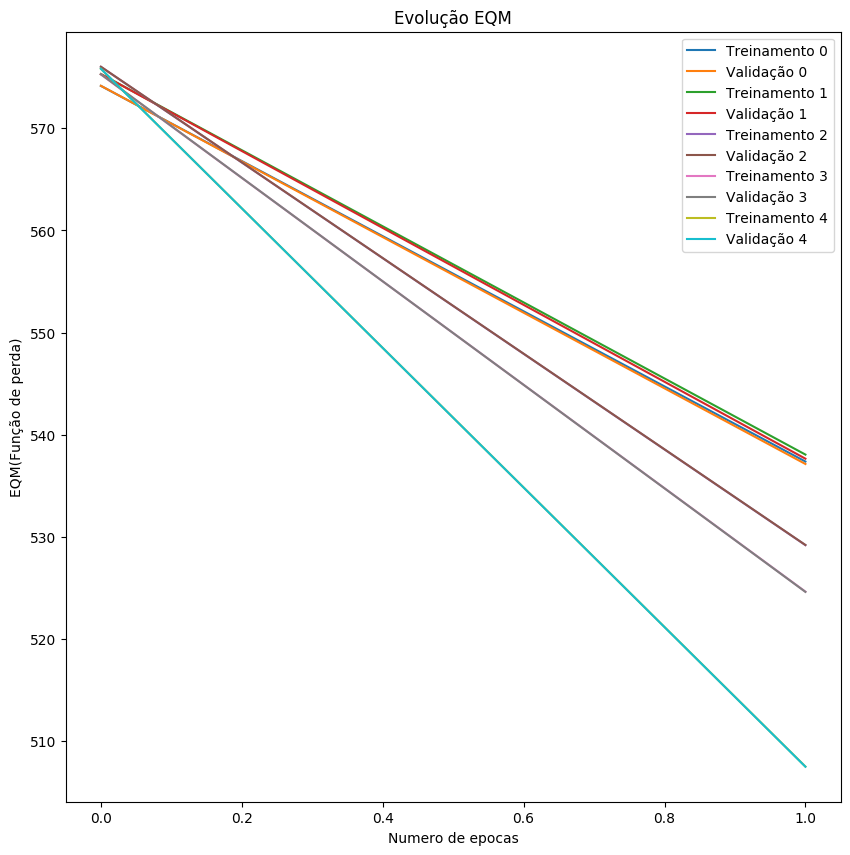 Evolução EQM
Treinamento 0
Validação 0
Treinamento 1
Validação 1
Treinamento 2
Validação 2
Treinamento 3
Validação 3
Treinamento 4
Validação 4
EQM(Função de perda)
570
560
550
540
530
520
510
0.0 0.2 0.4 0.6 0.8 1.0
Numero de epocas